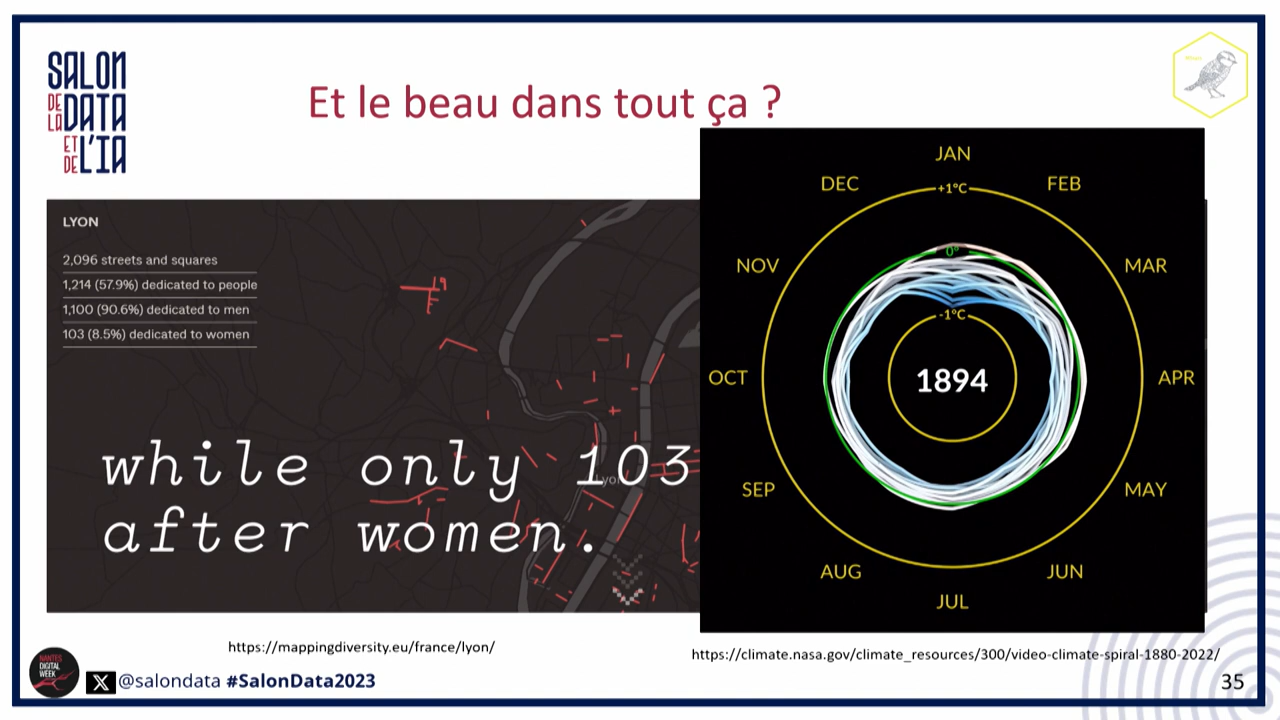 SALON
DE
LA
DATA
ET
DE
L'IA
Et le beau dans tout ça ?
LYON
2,096 streets and squares
1,214 (57.9%) dedicated to people
1,100 (90.6%) dedicated to men
103 (8.5%) dedicated to women
while only 103
after women.
JAN
FEB
MAR
APR
MAY
JUN
JUL
AUG
SEP
OCT
NOV
DEC
+1°C
0°
-1°C
1894
https://mappingdiversity.eu/france/lyon/
https://climate.nasa.gov/climate_resources/300/video-climate-spiral-1880-2022/
NANTES
DIGITAL
WEEK
X @salondata #SalonData2023
35